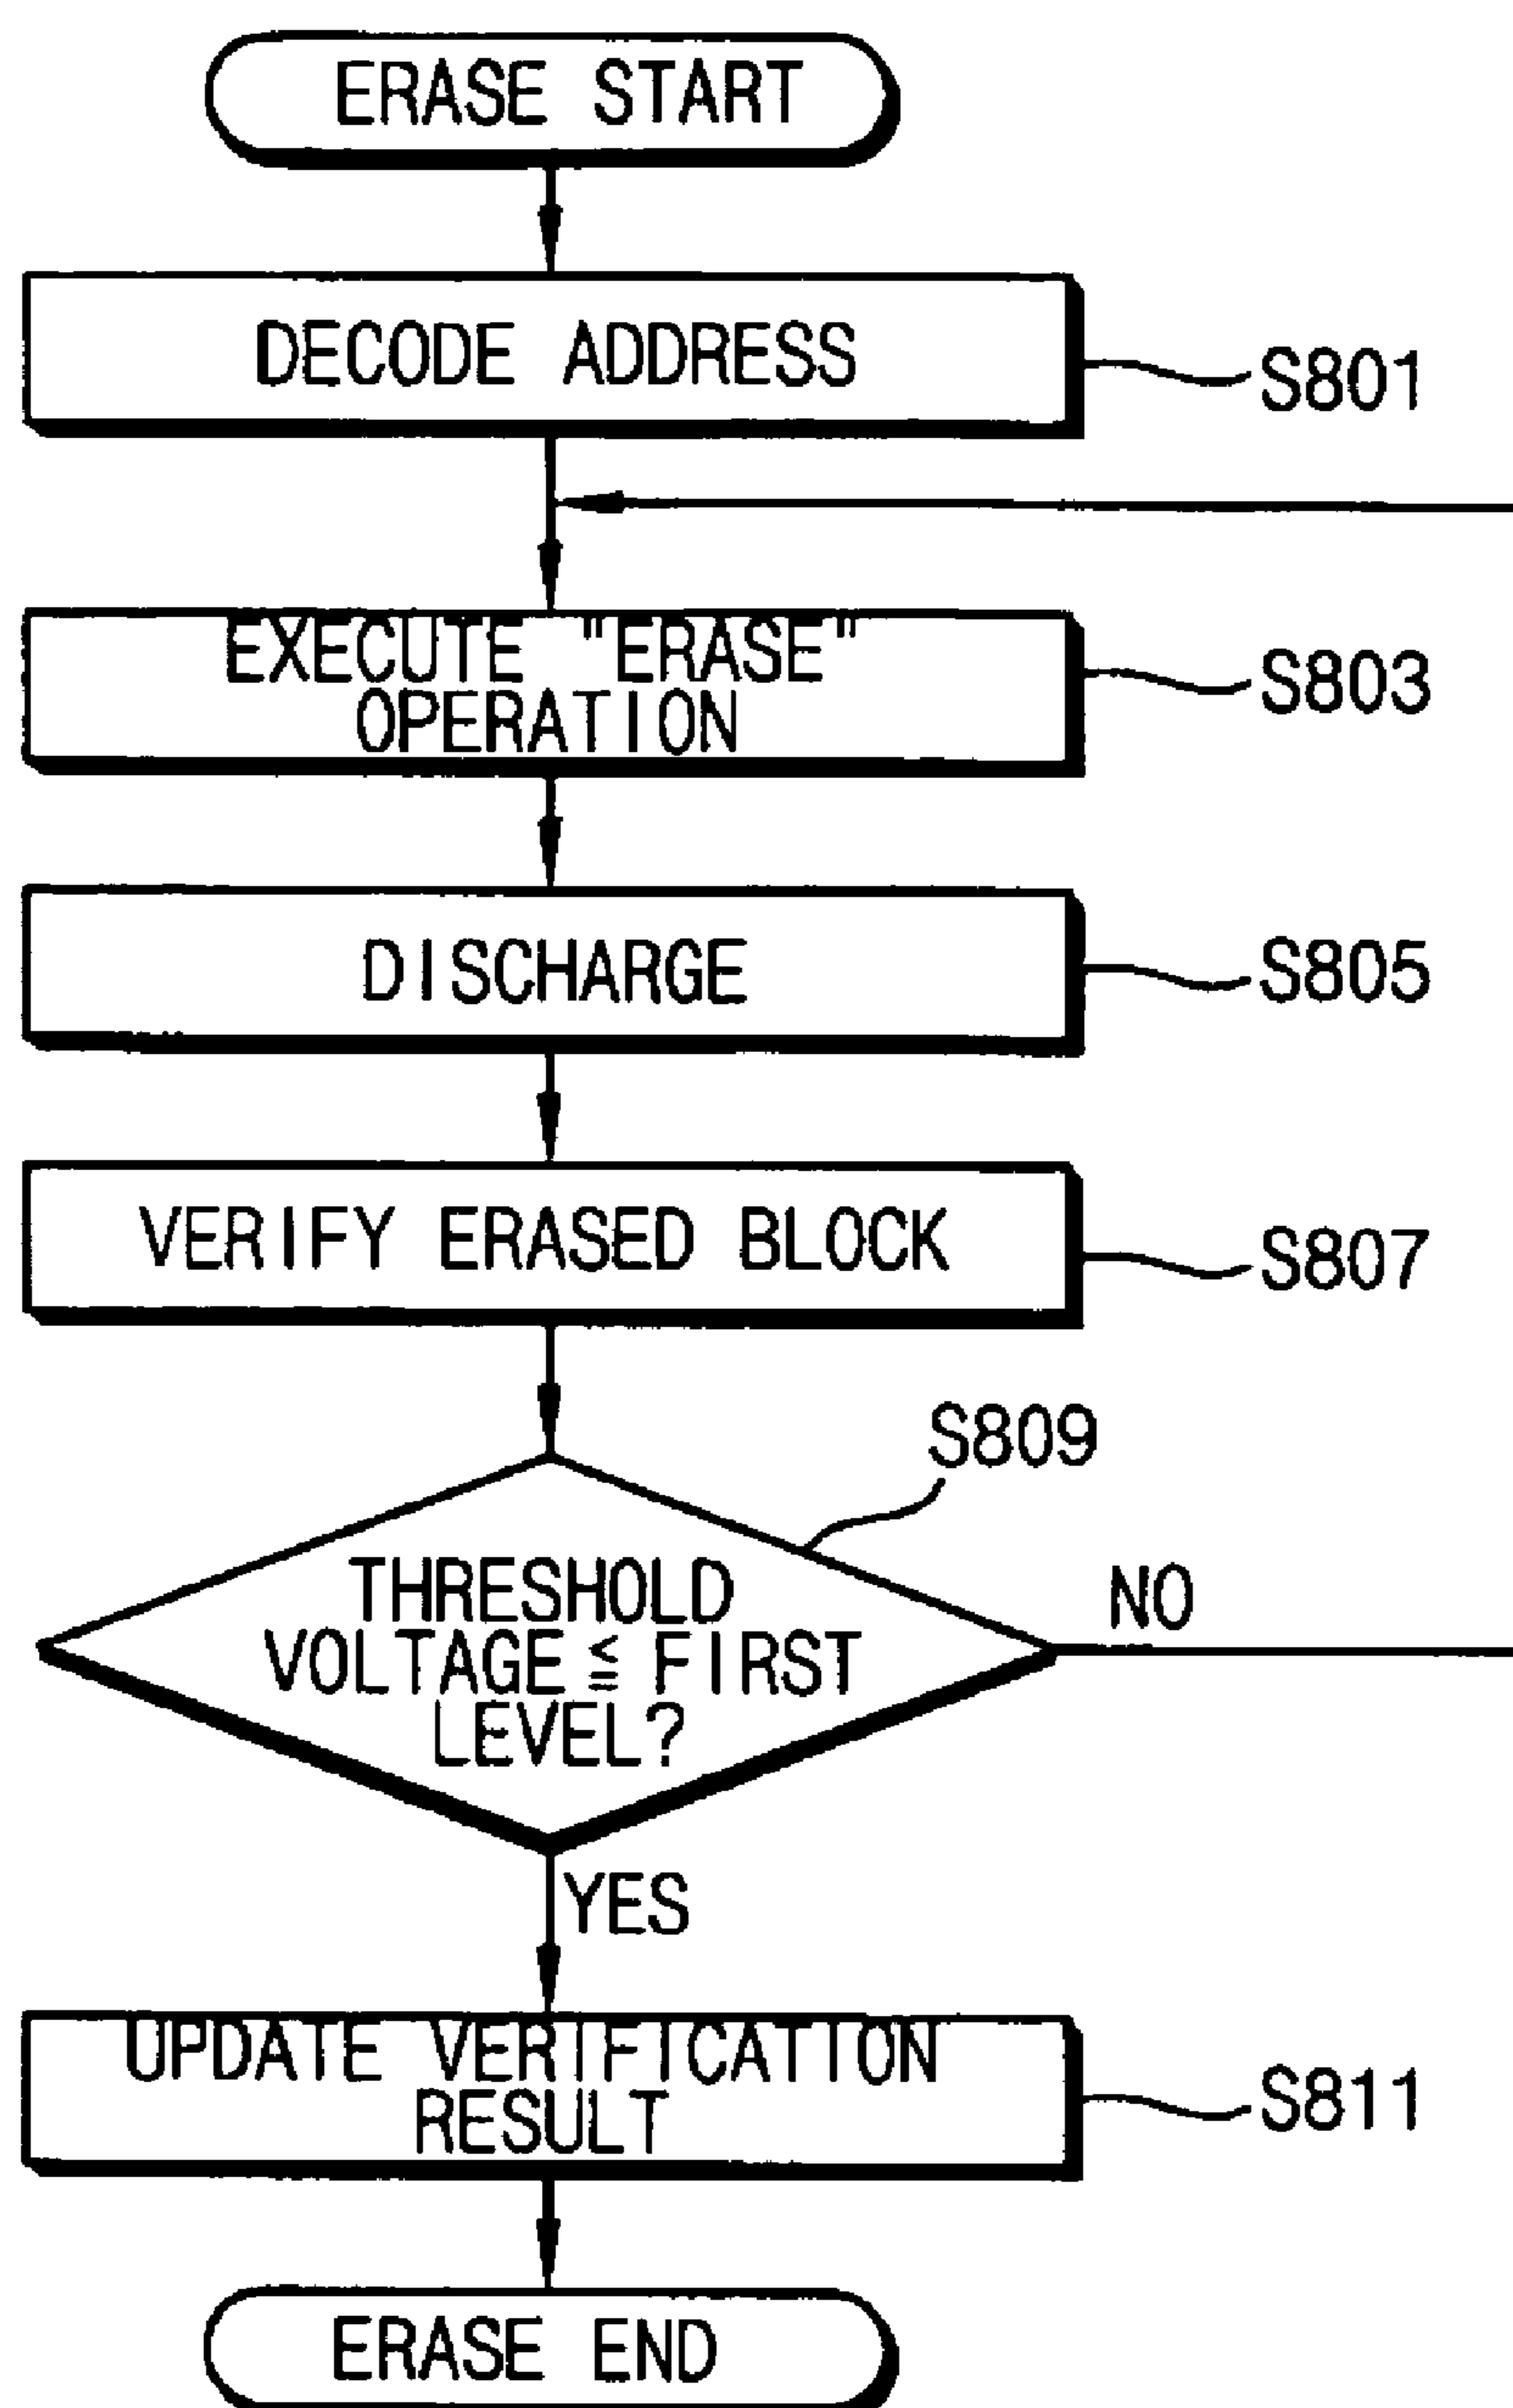 ERASE START
DECODE ADDRESS
S801
EXECUTE "ERASE"
OPERATION
S803
DISCHARGE
S805
VERIFY ERASED BLOCK
S807
S809
THRESHOLD
VOLTAGE ≦ FIRST
LEVEL?
NO
YES
UPDATE VERIFICATION
RESULT
S811
ERASE END